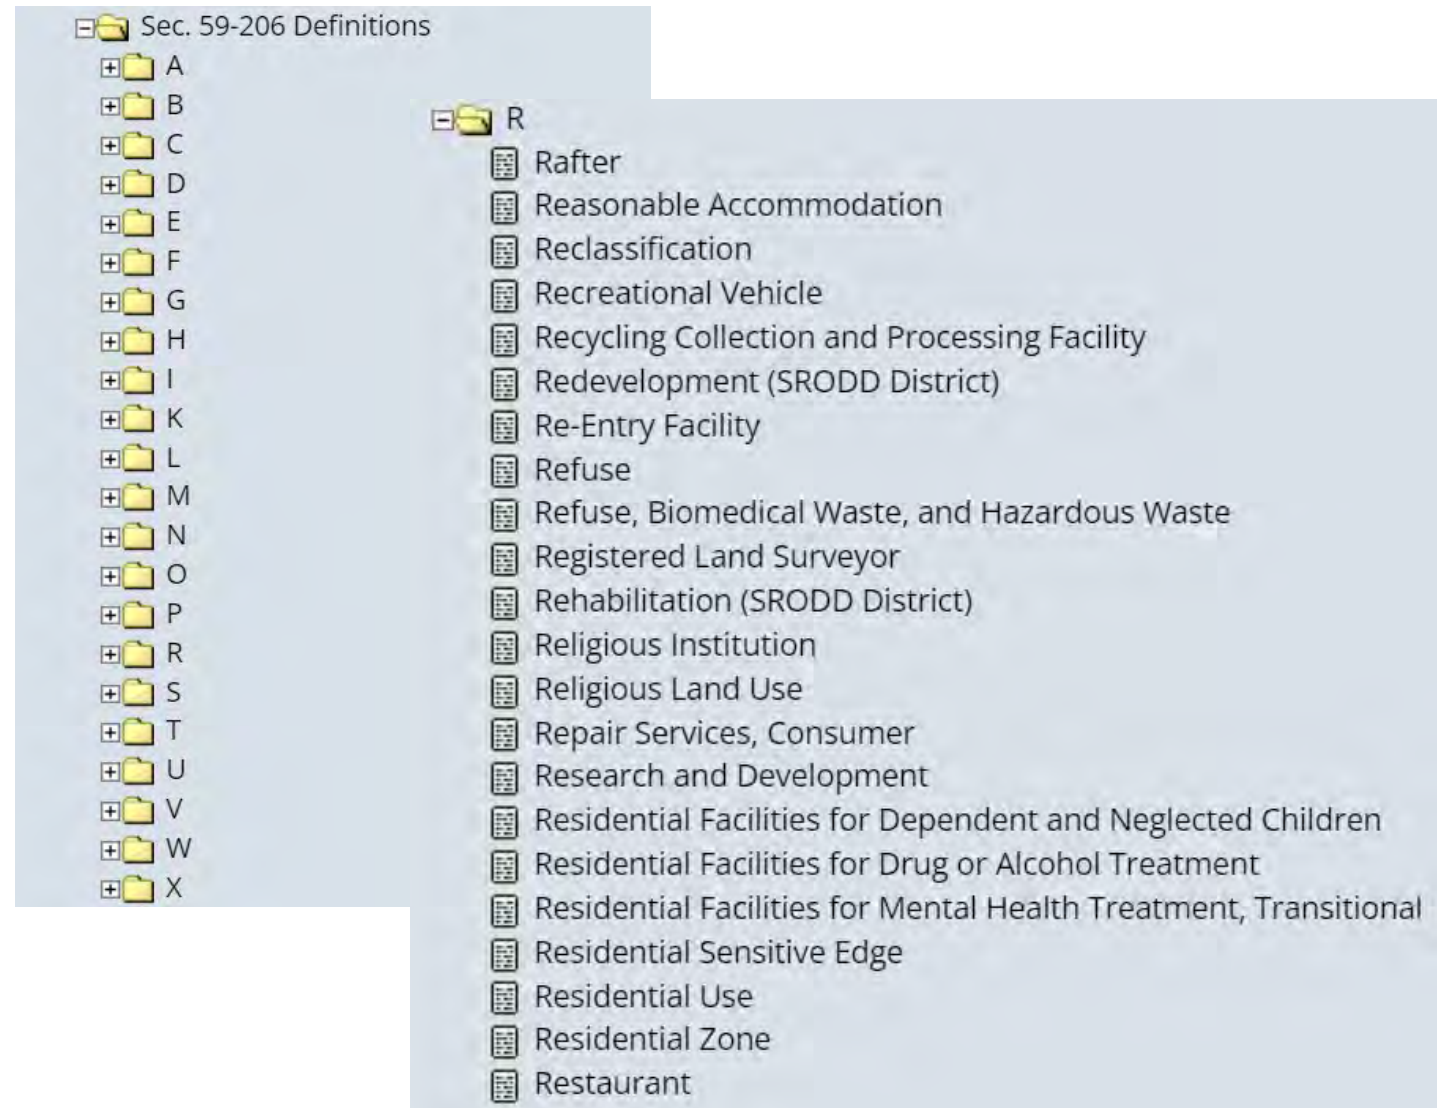 Sec. 59-206 Definitions
A
B
C
D
E
F
G
H
I
K
L
M
N
O
P
R
S
T
U
V
W
X
R
Rafter
Reasonable Accommodation
Reclassification
Recreational Vehicle
Recycling Collection and Processing Facility
Redevelopment (SRODD District)
Re-Entry Facility
Refuse
Refuse, Biomedical Waste, and Hazardous Waste
Registered Land Surveyor
Rehabilitation (SRODD District)
Religious Institution
Religious Land Use
Repair Services, Consumer
Research and Development
Residential Facilities for Dependent and Neglected Children
Residential Facilities for Drug or Alcohol Treatment
Residential Facilities for Mental Health Treatment, Transitional
Residential Sensitive Edge
Residential Use
Residential Zone
Restaurant